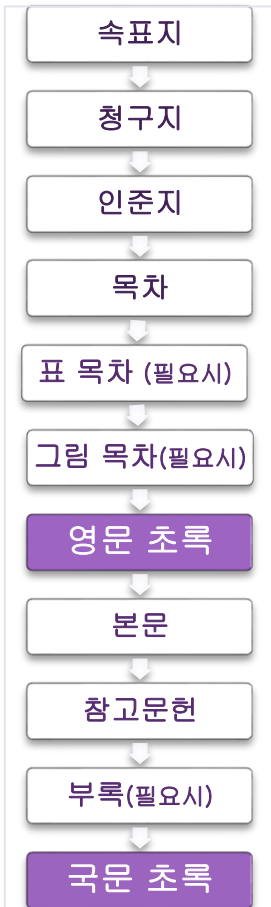 속표지
청구지
인준지
목차
표 목차 (필요시)
그림 목차(필요시)
영문 초록
본문
참고문헌
부록(필요시)
국문 초록